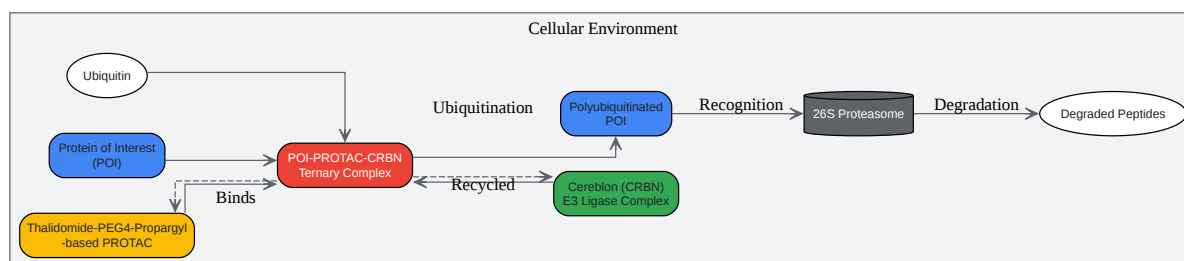 Cellular Environment
Ubiquitin
Ubiquitination
Polyubiquitinated
POI
Recognition
26S Proteasome
Degradation
Degraded Peptides
Protein of Interest
(POI)
POI-PROTAC-CRBN
Ternary Complex
Binds
Recycled
Cereblon (CRBN)
E3 Ligase Complex
Thalidomide-PEG4-Propargyl
-based PROTAC